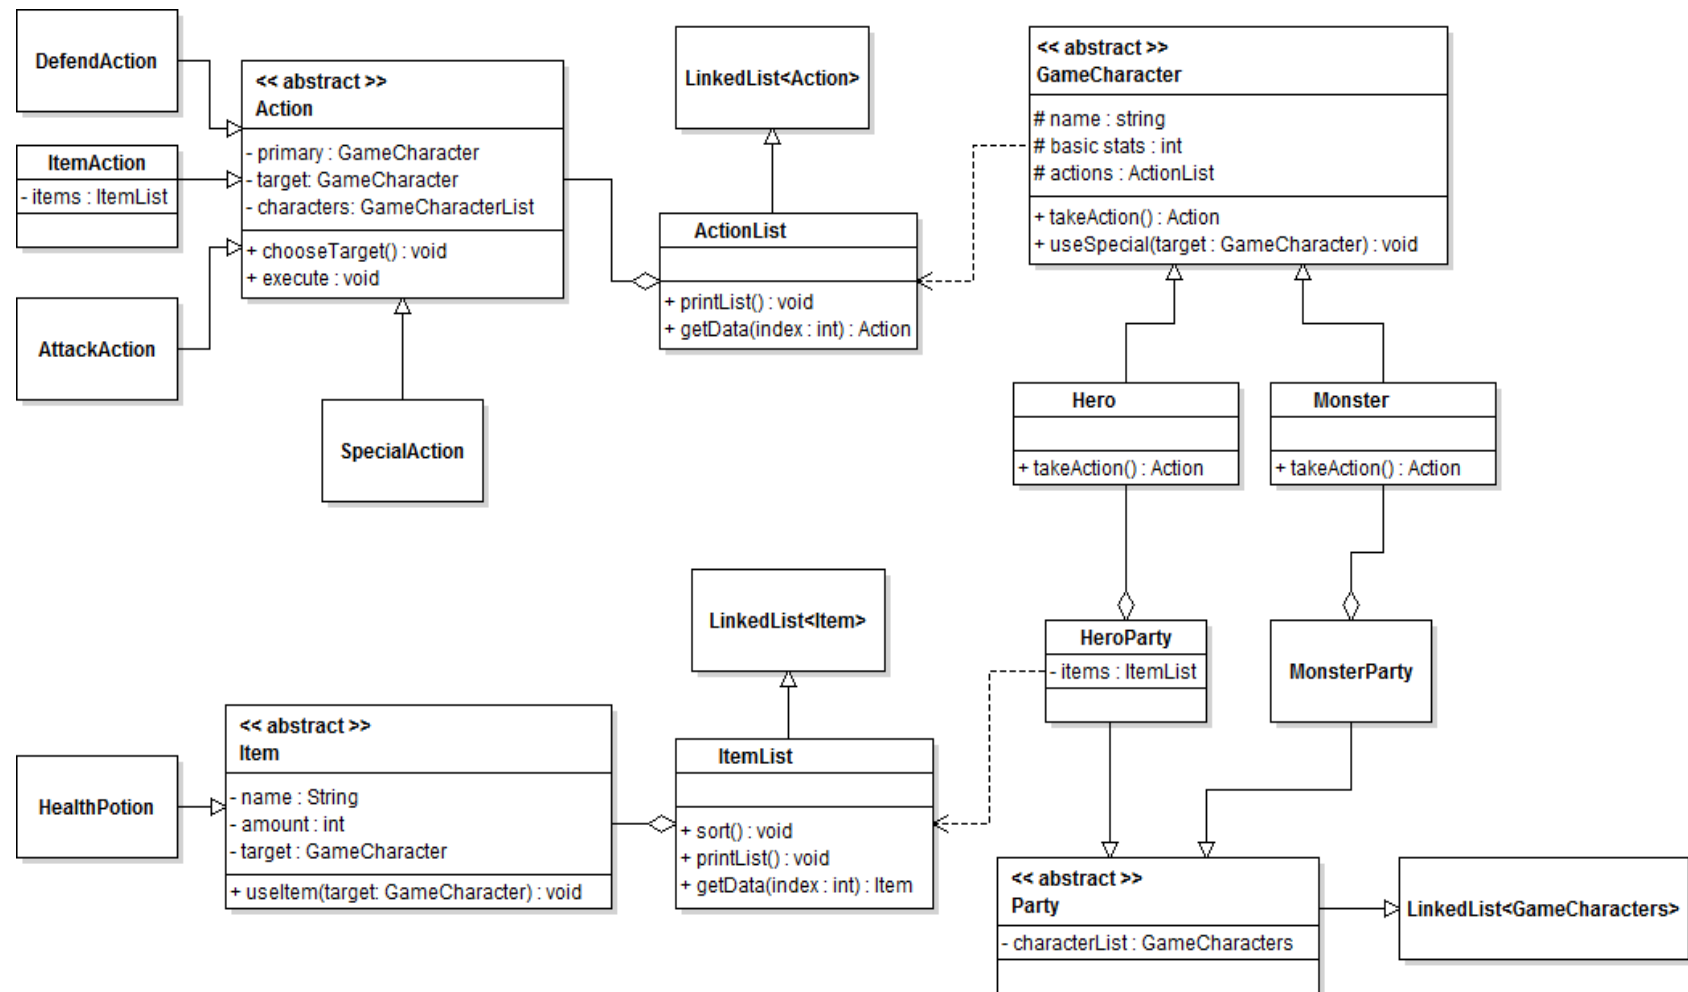 DefendAction
<< abstract >>
Action
- primary : GameCharacter
- target: GameCharacter
- characters: GameCharacterList
+ chooseTarget() : void
+ execute : void
ItemAction
- items : ItemList
AttackAction
SpecialAction
LinkedList<Action>
ActionList
+ printList() : void
+ getData(index : int) : Action
<< abstract >>
GameCharacter
# name : string
# basic stats : int
# actions : ActionList
+ takeAction() : Action
+ useSpecial(target : GameCharacter) : void
Hero
+ takeAction() : Action
Monster
+ takeAction() : Action
LinkedList<Item>
HeroParty
- items : ItemList
MonsterParty
<< abstract >>
Item
- name : String
- amount : int
- target : GameCharacter
+ useItem(target: GameCharacter) : void
HealthPotion
ItemList
+ sort() : void
+ printList() : void
+ getData(index : int) : Item
<< abstract >>
Party
- characterList : GameCharacters
LinkedList<GameCharacters>